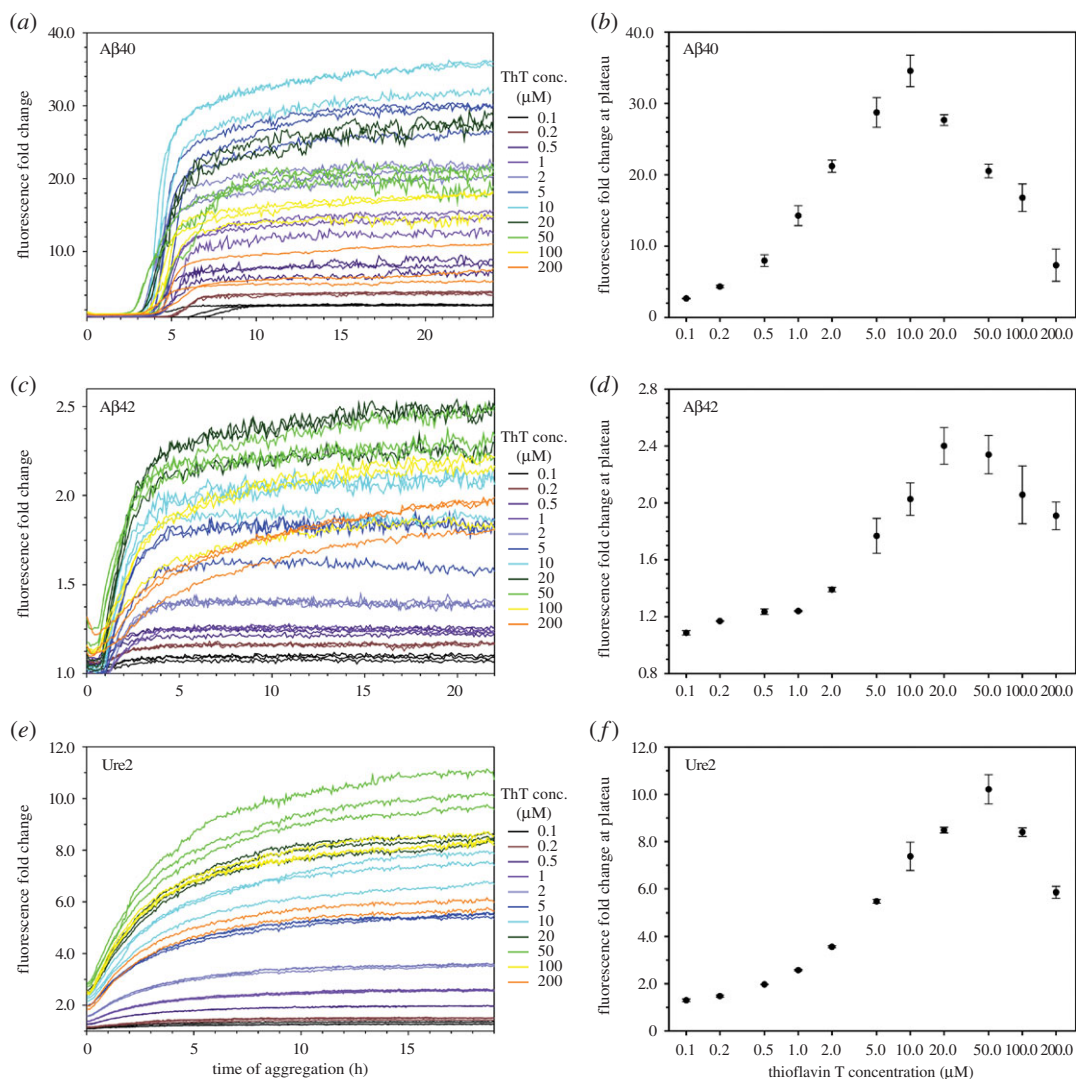 (a)
Aβ40
40.0
30.0
20.0
10.0
fluorescence fold change
0 5 10 15 20
ThT conc.
(μM)
0.1
0.2
0.5
1
2
5
10
20
50
100
200
(b)
Aβ40
40.0
30.0
20.0
10.0
0
fluorescence fold change at plateau
0.1 0.2 0.5 1.0 2.0 5.0 10.0 20.0 50.0 100.0 200.0
(c)
Aβ42
2.5
2.0
1.5
1.0
fluorescence fold change
0 5 10 15 20
ThT conc.
(μM)
0.1
0.2
0.5
1
2
5
10
20
50
100
200
(d)
Aβ42
2.8
2.4
2.0
1.6
1.2
0.8
fluorescence fold change at plateau
0.1 0.2 0.5 1.0 2.0 5.0 10.0 20.0 50.0 100.0 200.0
(e)
Ure2
12.0
10.0
8.0
6.0
4.0
2.0
fluorescence fold change
0 5 10 15
time of aggregation (h)
ThT conc.
(μM)
0.1
0.2
0.5
1
2
5
10
20
50
100
200
(f)
Ure2
12.0
10.0
8.0
6.0
4.0
2.0
0
fluorescence fold change at plateau
0.1 0.2 0.5 1.0 2.0 5.0 10.0 20.0 50.0 100.0 200.0
thioflavin T concentration (μM)